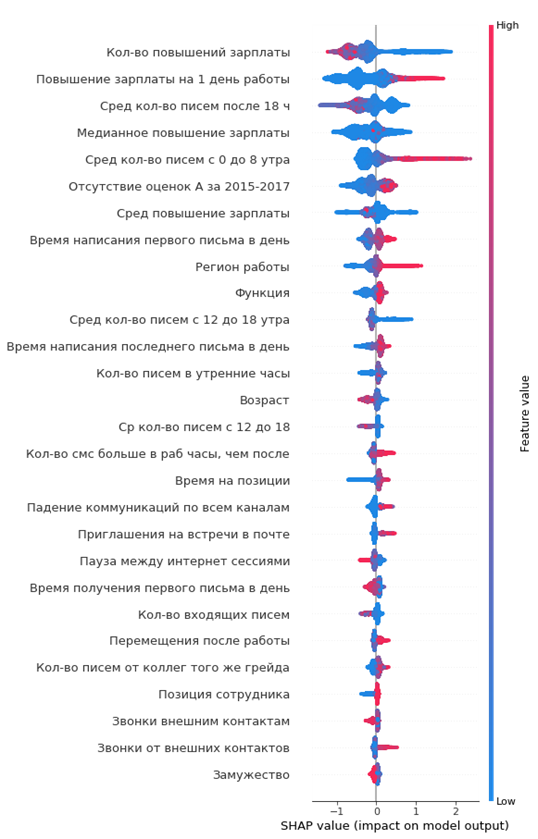 High
Кол-во повышений зарплаты
Повышение зарплаты на 1 день работы
Сред кол-во писем после 18 ч
Медианное повышение зарплаты
Сред кол-во писем с 0 до 8 утра
Отсутствие оценок А за 2015-2017
Сред повышение зарплаты
Время написания первого письма в день
Регион работы
Функция
Сред кол-во писем с 12 до 18 утра
Время написания последнего письма в день
Кол-во писем в утренние часы
Возраст
Ср кол-во писем с 12 до 18
Кол-во смс больше в раб часы, чем после
Время на позиции
Падение коммуникаций по всем каналам
Приглашения на встречи в почте
Пауза между интернет сессиями
Время получения первого письма в день
Кол-во входящих писем
Перемещения после работы
Кол-во писем от коллег того же грейда
Позиция сотрудника
Звонки внешним контактам
Звонки от внешних контактов
Замужество
Feature value
Low
−1 0 1 2
SHAP value (impact on model output)